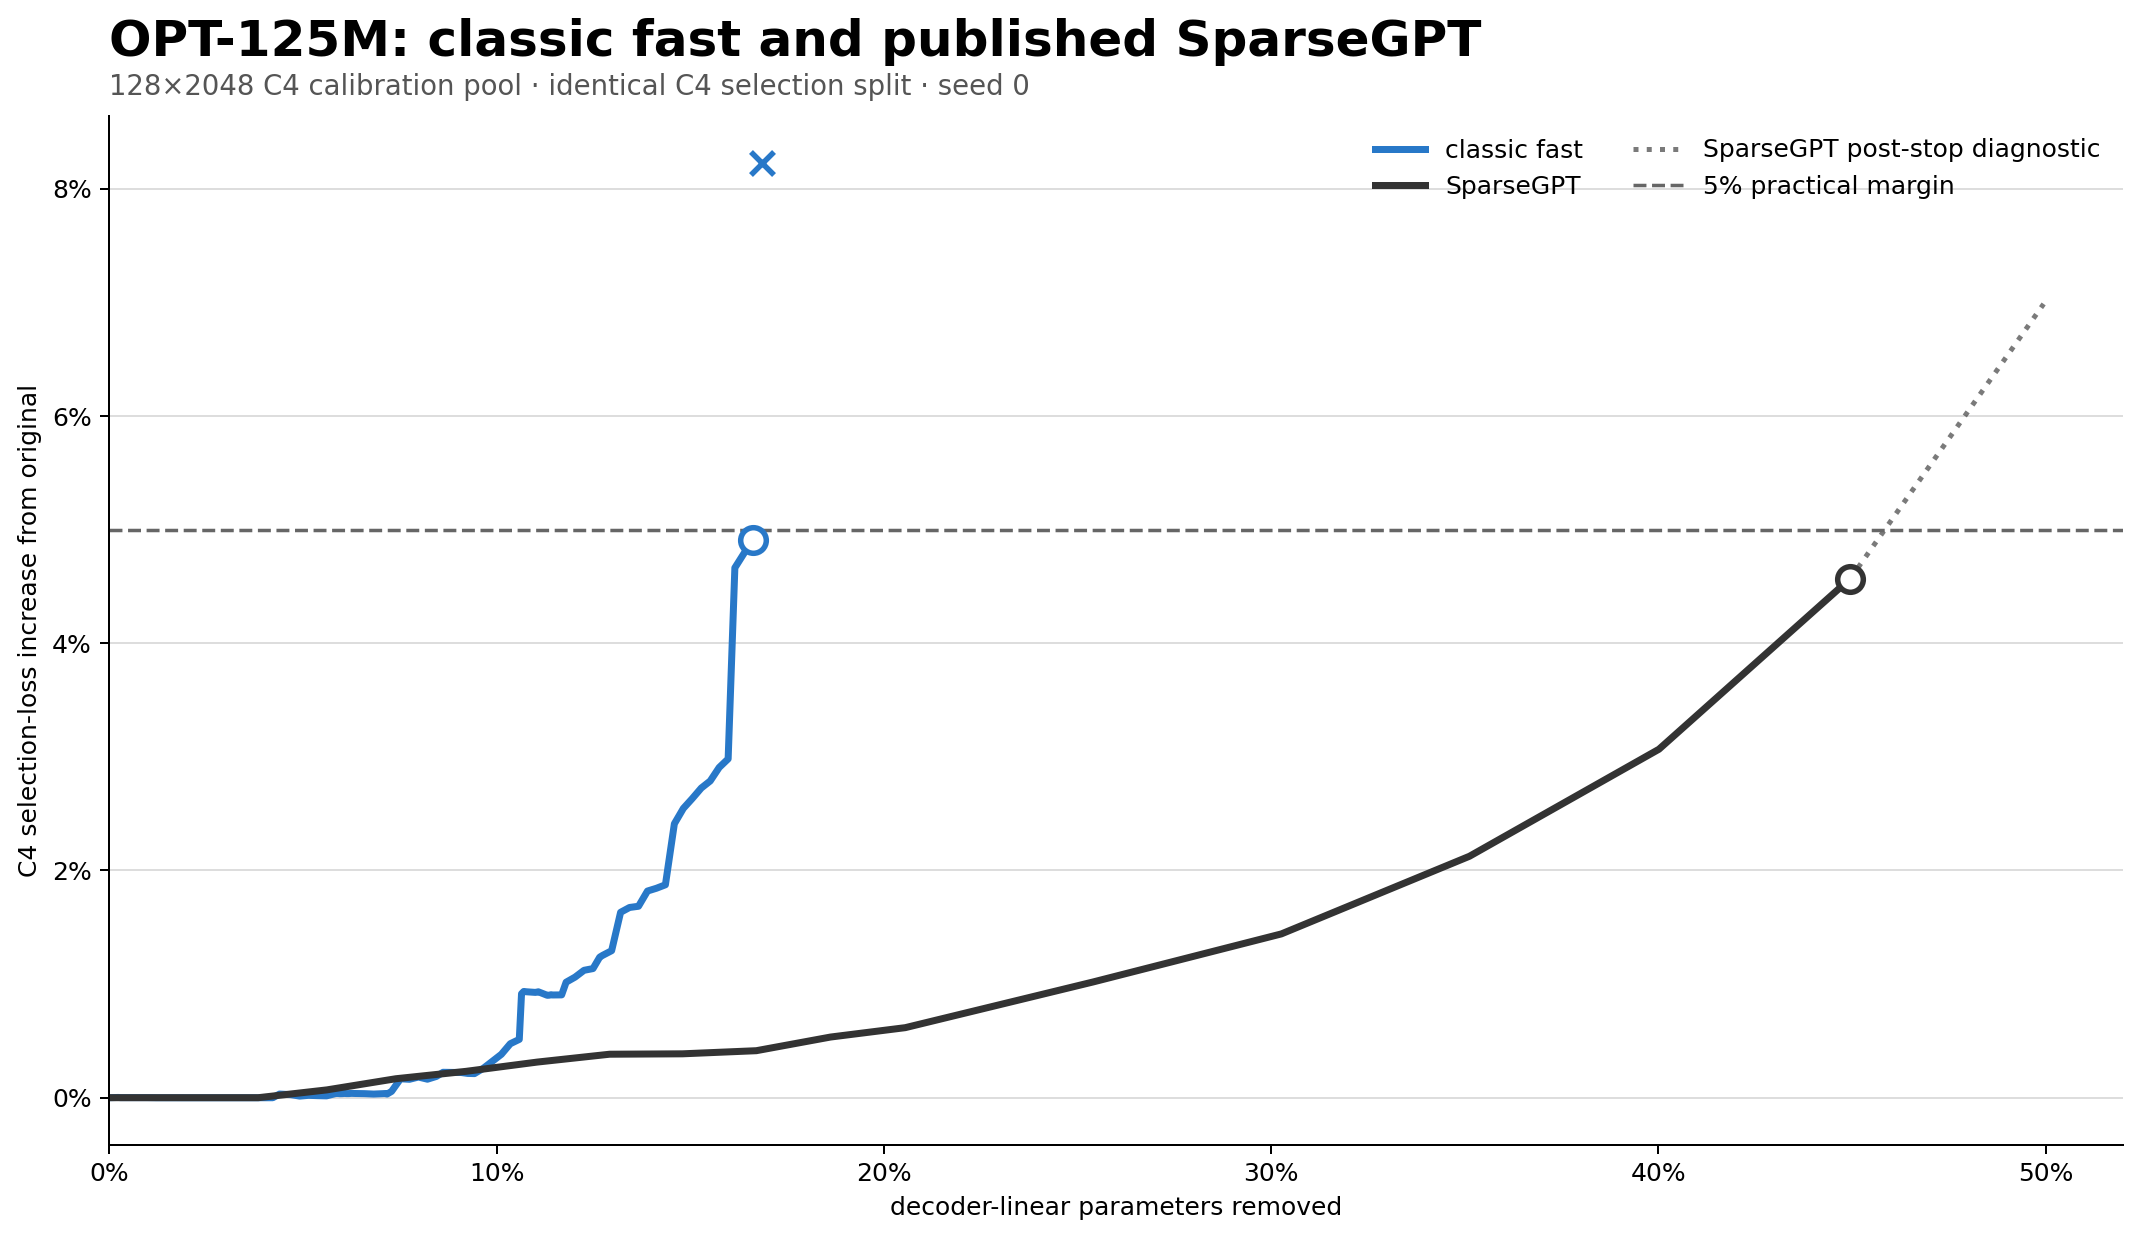 OPT-125M: classic fast and published SparseGPT
128×2048 C4 calibration pool · identical C4 selection split · seed 0
classic fast
SparseGPT
SparseGPT post-stop diagnostic
5% practical margin
C4 selection-loss increase from original
8%
6%
4%
2%
0%
0%
10%
20%
30%
40%
50%
decoder-linear parameters removed